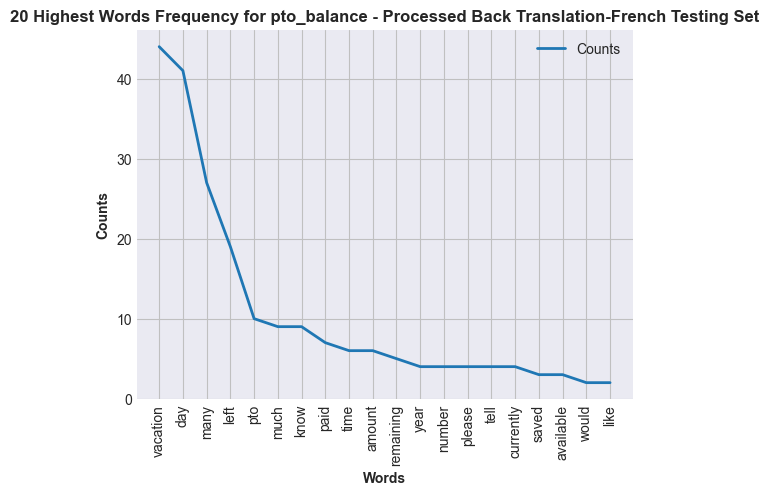 20 Highest Words Frequency for pto_balance - Processed Back Translation-French Testing Set
Counts
40
30
20
10
0
Counts
vacation
day
many
left
pto
much
know
paid
time
amount
remaining
year
number
please
tell
currently
saved
available
would
like
Words